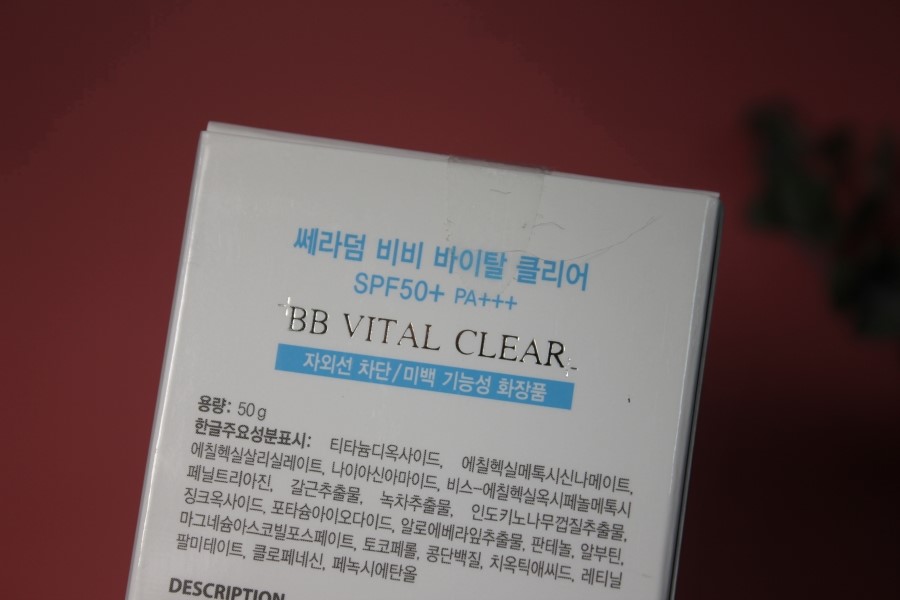 쎄라덤 비비 바이탈 클리어
SPF50+ PA+++
BB VITAL CLEAR
자외선 차단/미백 기능성 화장품
용량: 50g
한글주요성분표시: 티타늄디옥사이드, 에칠헥실메톡시신나메이트,
에칠헥실살리실레이트, 나이아신아마이드, 비스-에칠헥실옥시페놀메톡시
페닐트리아진, 갈근추출물, 녹차추출물, 인도키노나무껍질추출물,
징크옥사이드, 포타슘아이오다이드, 알로에베라잎추출물, 판테놀, 알부틴,
마그네슘아스코빌포스페이트, 토코페롤, 콩단백질, 치옥틱애씨드, 레티닐
팔미테이트, 클로페네신, 페녹시에탄올
DESCRIPTION